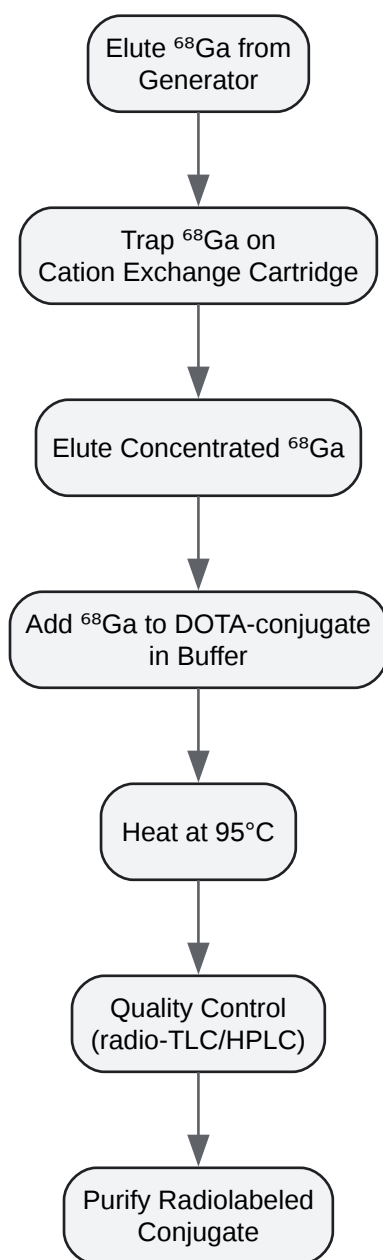 Elute ⁶⁸Ga from
Generator
Trap ⁶⁸Ga on
Cation Exchange Cartridge
Elute Concentrated ⁶⁸Ga
Add ⁶⁸Ga to DOTA-conjugate
in Buffer
Heat at 95°C
Quality Control
(radio-TLC/HPLC)
Purify Radiolabeled
Conjugate